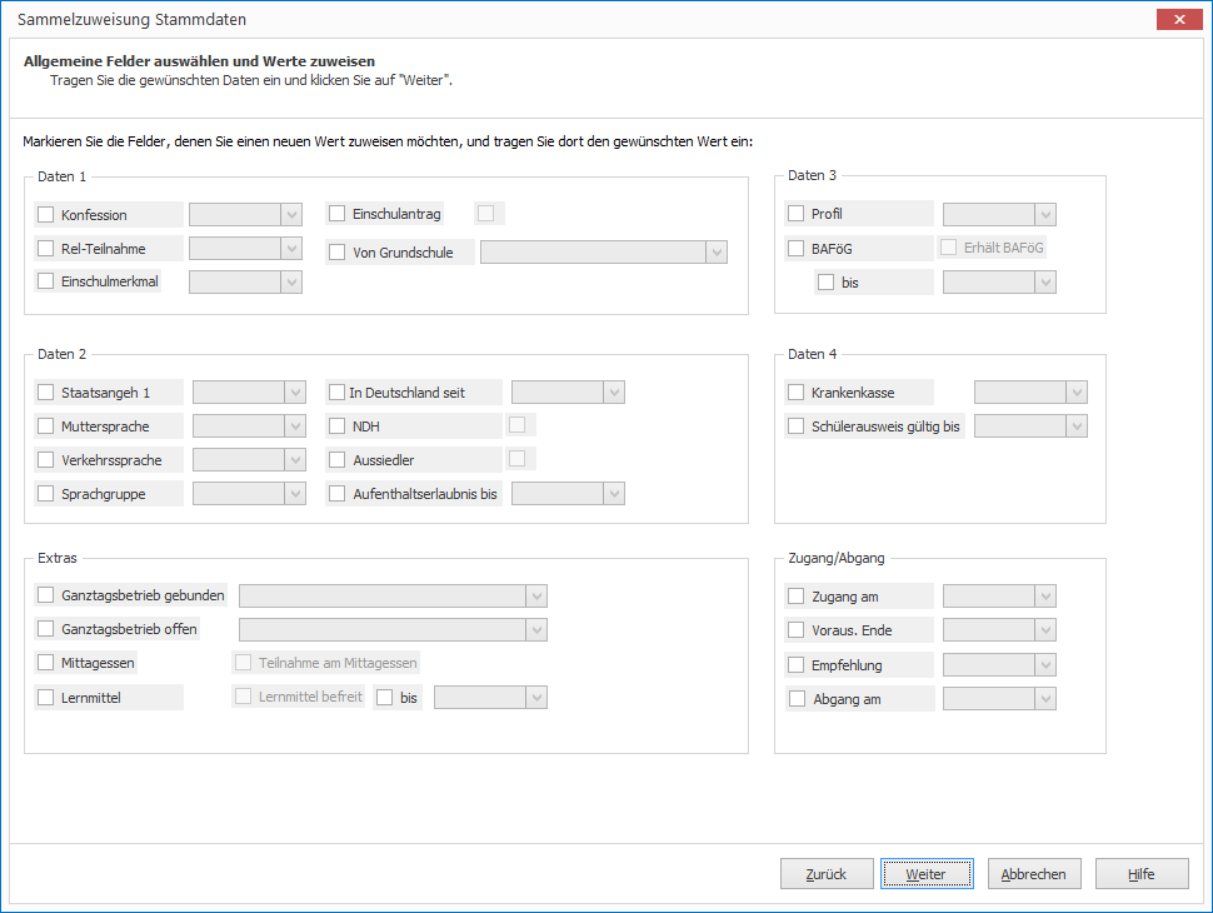 Sammelzuweisung Stammdaten
Allgemeine Felder auswählen und Werte zuweisen
Tragen Sie die gewünschten Daten ein und klicken Sie auf "Weiter".
Markieren Sie die Felder, denen Sie einen neuen Wert zuweisen möchten, und tragen Sie dort den gewünschten Wert ein:
Daten 1
Konfession
Einschulantrag
Rel-Teilnahme
Von Grundschule
Einschulmerkmal
Daten 3
Profil
BAFöG
Erhält BAFöG
bis
Daten 2
Staatsangeh 1
In Deutschland seit
Muttersprache
NDH
Verkehrssprache
Aussiedler
Sprachgruppe
Aufenthaltserlaubnis bis
Daten 4
Krankenkasse
Schülerausweis gültig bis
Extras
Ganztagsbetrieb gebunden
Ganztagsbetrieb offen
Mittagessen
Teilnahme am Mittagessen
Lernmittel
Lernmittel befreit
bis
Zugang/Abgang
Zugang am
Voraus. Ende
Empfehlung
Abgang am
Zurück
Weiter
Abbrechen
Hilfe